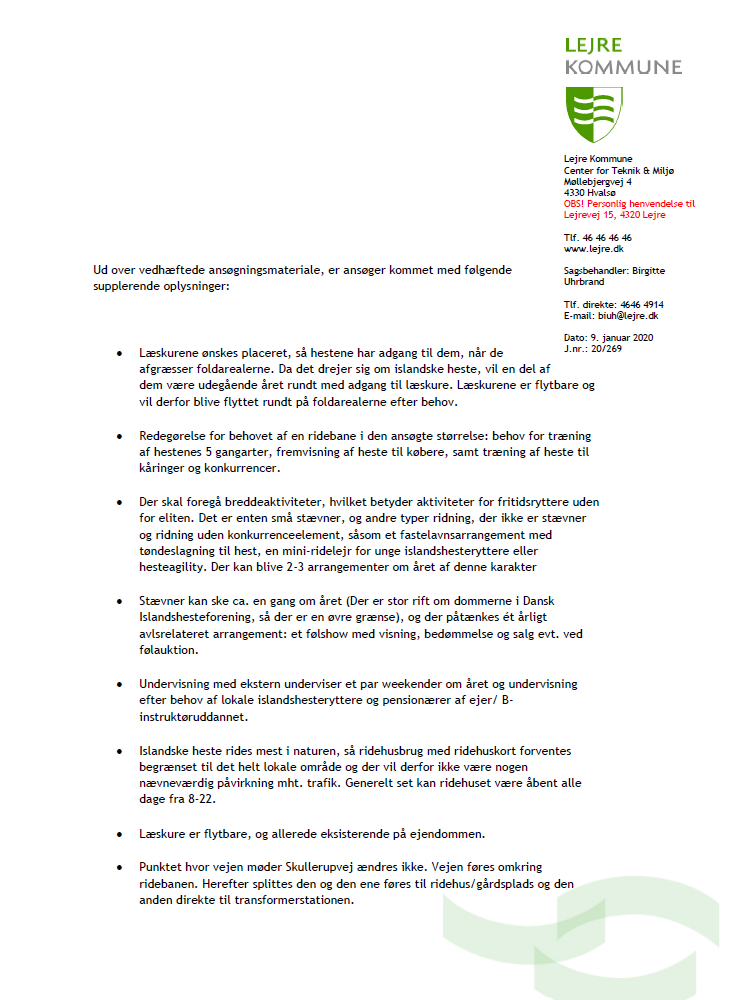 LEJRE
KOMMUNE
Lejre Kommune
Center for Teknik & Miljø
Møllebjergvej 4
4330 Hvalsø
OBS! Personlig henvendelse til
Lejrevej 15, 4320 Lejre
Tlf. 46 46 46 46
www.lejre.dk
Sagsbehandler: Birgitte
Uhrbrand
Tlf. direkte: 4646 4914
E-mail: biuh@lejre.dk
Dato: 9. januar 2020
J.nr.: 20/269
Ud over vedhæftede ansøgningsmateriale, er ansøger kommet med følgende
supplerende oplysninger:
• Læskurene ønskes placeret, så hestene har adgang til dem, når de
afgræsser foldarealerne. Da det drejer sig om islandske heste, vil en del af
dem være udegående året rundt med adgang til læskure. Læskurene er flytbare og
vil derfor blive flyttet rundt på foldarealerne efter behov.
• Redegørelse for behovet af en ridebane i den ansøgte størrelse: behov for træning
af hestenes 5 gangarter, fremvisning af heste til købere, samt træning af heste til
kåringer og konkurrencer.
• Der skal foregå breddeaktiviteter, hvilket betyder aktiviteter for fritidsryttere uden
for eliten. Det er enten små stævner, og andre typer ridning, der ikke er stævner
og ridning uden konkurrenceelement, såsom et fastelavnsarrangement med
tøndeslagning til hest, en mini-ridelejr for unge islandshesteryttere eller
hesteagility. Der kan blive 2-3 arrangementer om året af denne karakter
• Stævner kan ske ca. en gang om året (Der er stor rift om dommerne i Dansk
Islandshesteforening, så der er en øvre grænse), og der påtænkes ét årligt
avlsrelateret arrangement: et følshow med visning, bedømmelse og salg evt. ved
følauktion.
• Undervisning med ekstern underviser et par weekender om året og undervisning
efter behov af lokale islandshesteryttere og pensionærer af ejer/ B-
instruktøruddannet.
• Islandske heste rides mest i naturen, så ridehusbrug med ridehuskort forventes
begrænset til det helt lokale område og der vil derfor ikke være nogen
nævneværdig påvirkning mht. trafik. Generelt set kan ridehuset være åbent alle
dage fra 8-22.
• Læskure er flytbare, og allerede eksisterende på ejendommen.
• Punktet hvor vejen møder Skullerupvej ændres ikke. Vejen føres omkring
ridebanen. Herefter splittes den og den ene føres til ridehus/gårdsplads og den
anden direkte til transformerstationen.